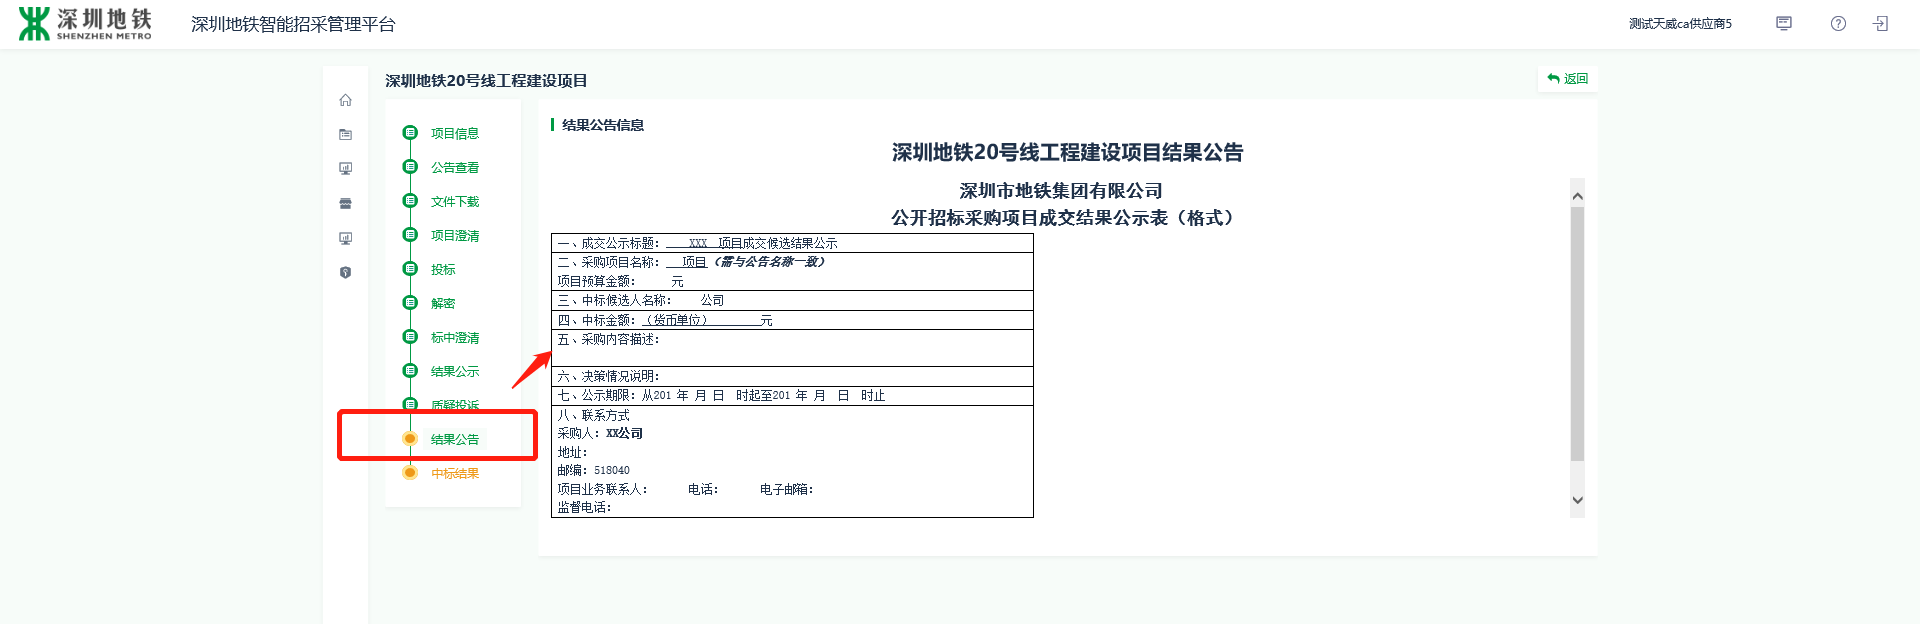 深圳地铁
SHENZHEN METRO
深圳地铁智能招采管理平台
测试天威ca供应商5
深圳地铁20号线工程建设项目
返回
项目信息
公告查看
文件下载
项目澄清
投标
解密
标中澄清
结果公示
质疑投诉
结果公告
中标结果
结果公告信息
深圳地铁20号线工程建设项目结果公告
深圳市地铁集团有限公司
公开招标采购项目成交结果公示表（格式）
一、成交公示标题：   XXX  项目成交候选结果公示
二、采购项目名称：  项目（需与公告名称一致）
项目预算金额：     元
三、中标候选人名称：    公司
四、中标金额：（货币单位）        元
五、采购内容描述：
六、决策情况说明：
七、公示期限：从201 年 月 日  时起至201 年 月  日  时止
八、联系方式
采购人：XX公司
地址：
邮编：518040
项目业务联系人：     电话：     电子邮箱：
监督电话：